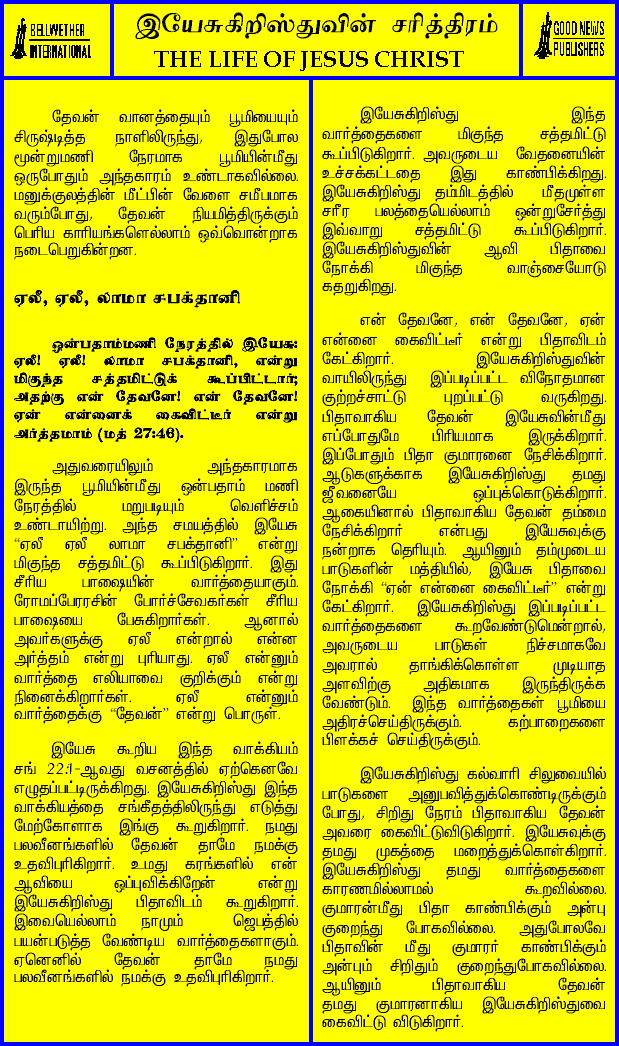 BELLWETHER
INTERNATIONAL
இயேசுகிறிஸ்துவின் சரித்திரம்
THE LIFE OF JESUS CHRIST
GOOD NEWS
PUBLISHERS
தேவன் வானத்தையும் பூமியையும்
சிருஷ்டித்த நாளிலிருந்து, இதுபோல
மூன்றுமணி நேரமாக பூமியின்மீது
ஒருபோதும் அந்தகாரம் உண்டாகவில்லை.
மனுக்குலத்தின் மீட்பின் வேளை சமீபமாக
வரும்போது, தேவன் நியமித்திருக்கும்
பெரிய காரியங்களெல்லாம் ஒவ்வொன்றாக
நடைபெறுகின்றன.
ஏலீ, ஏலீ, லாமா சபக்தானி
ஒன்பதாம்மணி நேரத்தில் இயேசு:
ஏலீ! ஏலீ! லாமா சபக்தானி, என்று
மிகுந்த சத்தமிட்டுக் கூப்பிட்டார்;
அதற்கு என் தேவனே! என் தேவனே!
ஏன் என்னைக் கைவிட்டீர் என்று
அர்த்தமாம் (மத் 27:46).
அதுவரையிலும் அந்தகாரமாக
இருந்த பூமியின்மீது ஒன்பதாம் மணி
நேரத்தில் மறுபடியும் வெளிச்சம்
உண்டாயிற்று. அந்த சமயத்தில் இயேசு
“ஏலீ ஏலீ லாமா சபக்தானி” என்று
மிகுந்த சத்தமிட்டு கூப்பிடுகிறார். இது
சீரிய பாஷையின் வார்த்தையாகும்.
ரோமப்பேரரசின் போர்ச்சேவகர்கள் சீரிய
பாஷையை பேசுகிறார்கள். ஆனால்
அவர்களுக்கு ஏலீ என்றால் என்ன
அர்த்தம் என்று புரியாது. ஏலீ என்னும்
வார்த்தை எலியாவை குறிக்கும் என்று
நினைக்கிறார்கள். ஏலீ என்னும்
வார்த்தைக்கு “தேவன்” என்று பொருள்.
இயேசு கூறிய இந்த வாக்கியம்
சங் 22:1-ஆவது வசனத்தில் ஏற்கெனவே
எழுதப்பட்டிருக்கிறது. இயேசுகிறிஸ்து இந்த
வாக்கியத்தை சங்கீதத்திலிருந்து எடுத்து
மேற்கோளாக இங்கு கூறுகிறார். நமது
பலவீனங்களில் தேவன் தாமே நமக்கு
உதவிபுரிகிறார். உமது கரங்களில் என்
ஆவியை ஒப்புவிக்கிறேன் என்று
இயேசுகிறிஸ்து பிதாவிடம் கூறுகிறார்.
இவையெல்லாம் நாமும் ஜெபத்தில்
பயன்படுத்த வேண்டிய வார்த்தைகளாகும்.
ஏனெனில் தேவன் தாமே நமது
பலவீனங்களில் நமக்கு உதவிபுரிகிறார்.
இயேசுகிறிஸ்து இந்த
வார்த்தைகளை மிகுந்த சத்தமிட்டு
கூப்பிடுகிறார். அவருடைய வேதனையின்
உச்சக்கட்டதை இது காண்பிக்கிறது.
இயேசுகிறிஸ்து தம்மிடத்தில் மீதமுள்ள
சரீர பலத்தையெல்லாம் ஒன்றுசேர்த்து
இவ்வாறு சத்தமிட்டு கூப்பிடுகிறார்.
இயேசுகிறிஸ்துவின் ஆவி பிதாவை
நோக்கி மிகுந்த வாஞ்சையோடு
கதறுகிறது.
என் தேவனே, என் தேவனே, ஏன்
என்னை கைவிட்டீர் என்று பிதாவிடம்
கேட்கிறார். இயேசுகிறிஸ்துவின்
வாயிலிருந்து இப்படிப்பட்ட விநோதமான
குற்றச்சாட்டு புறப்பட்டு வருகிறது.
பிதாவாகிய தேவன் இயேசுவின்மீது
எப்போதுமே பிரியமாக இருக்கிறார்.
இப்போதும் பிதா குமாரனை நேசிக்கிறார்.
ஆடுகளுக்காக இயேசுகிறிஸ்து தமது
ஜீவனையே ஒப்புக்கொடுக்கிறார்.
ஆகையினால் பிதாவாகிய தேவன் தம்மை
நேசிக்கிறார் என்பது இயேசுவுக்கு
நன்றாக தெரியும். ஆயினும் தம்முடைய
பாடுகளின் மத்தியில், இயேசு பிதாவை
நோக்கி “ஏன் என்னை கைவிட்டீர்” என்று
கேட்கிறார். இயேசுகிறிஸ்து இப்படிப்பட்ட
வார்த்தைகளை கூறவேண்டுமென்றால்,
அவருடைய பாடுகள் நிச்சமாகவே
அவரால் தாங்கிக்கொள்ள முடியாத
அளவிற்கு அதிகமாக இருந்திருக்க
வேண்டும். இந்த வார்த்தைகள் பூமியை
அதிரச்செய்திருக்கும். கற்பாறைகளை
பிளக்கச் செய்திருக்கும்.
இயேசுகிறிஸ்து கல்வாரி சிலுவையில்
பாடுகளை அனுபவித்துக்கொண்டிருக்கும்
போது, சிறிது நேரம் பிதாவாகிய தேவன்
அவரை கைவிட்டுவிடுகிறார். இயேசுவுக்கு
தமது முகத்தை மறைத்துக்கொள்கிறார்.
இயேசுகிறிஸ்து தமது வார்த்தைகளை
காரணமில்லாமல் கூறவில்லை.
குமாரன்மீது பிதா காண்பிக்கும் அன்பு
குறைந்து போகவில்லை. அதுபோலவே
பிதாவின் மீது குமாரர் காண்பிக்கும்
அன்பும் சிறிதும் குறைந்துபோகவில்லை.
ஆயினும் பிதாவாகிய தேவன்
தமது குமாரனாகிய இயேசுகிறிஸ்துவை
கைவிட்டு விடுகிறார்.